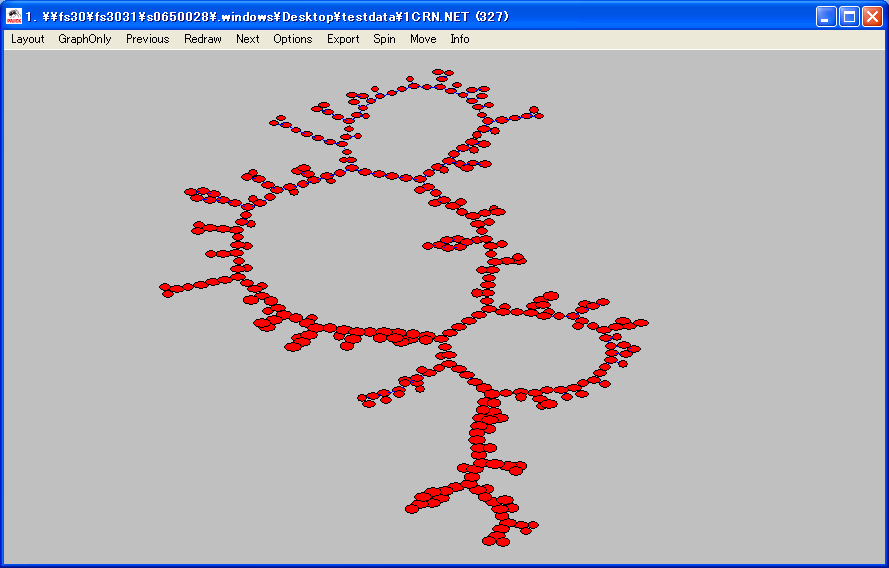 1. ¥¥fs30¥fs3031¥s0650028¥.windows¥Desktop¥testdata¥1CRN.NET (327)
Layout GraphOnly Previous Redraw Next Options Export Spin Move Info